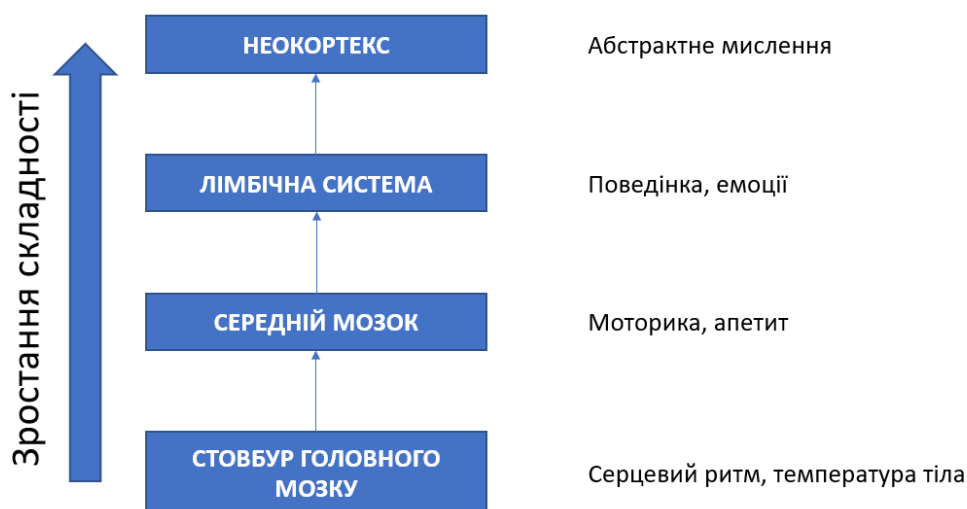 Зростання складності
НЕОКОРТЕКС
Абстрактне мислення
ЛІМБІЧНА СИСТЕМА
Поведінка, емоції
СЕРЕДНІЙ МОЗОК
Моторика, апетит
СТОВБУР ГОЛОВНОГО
МОЗКУ
Серцевий ритм, температура тіла